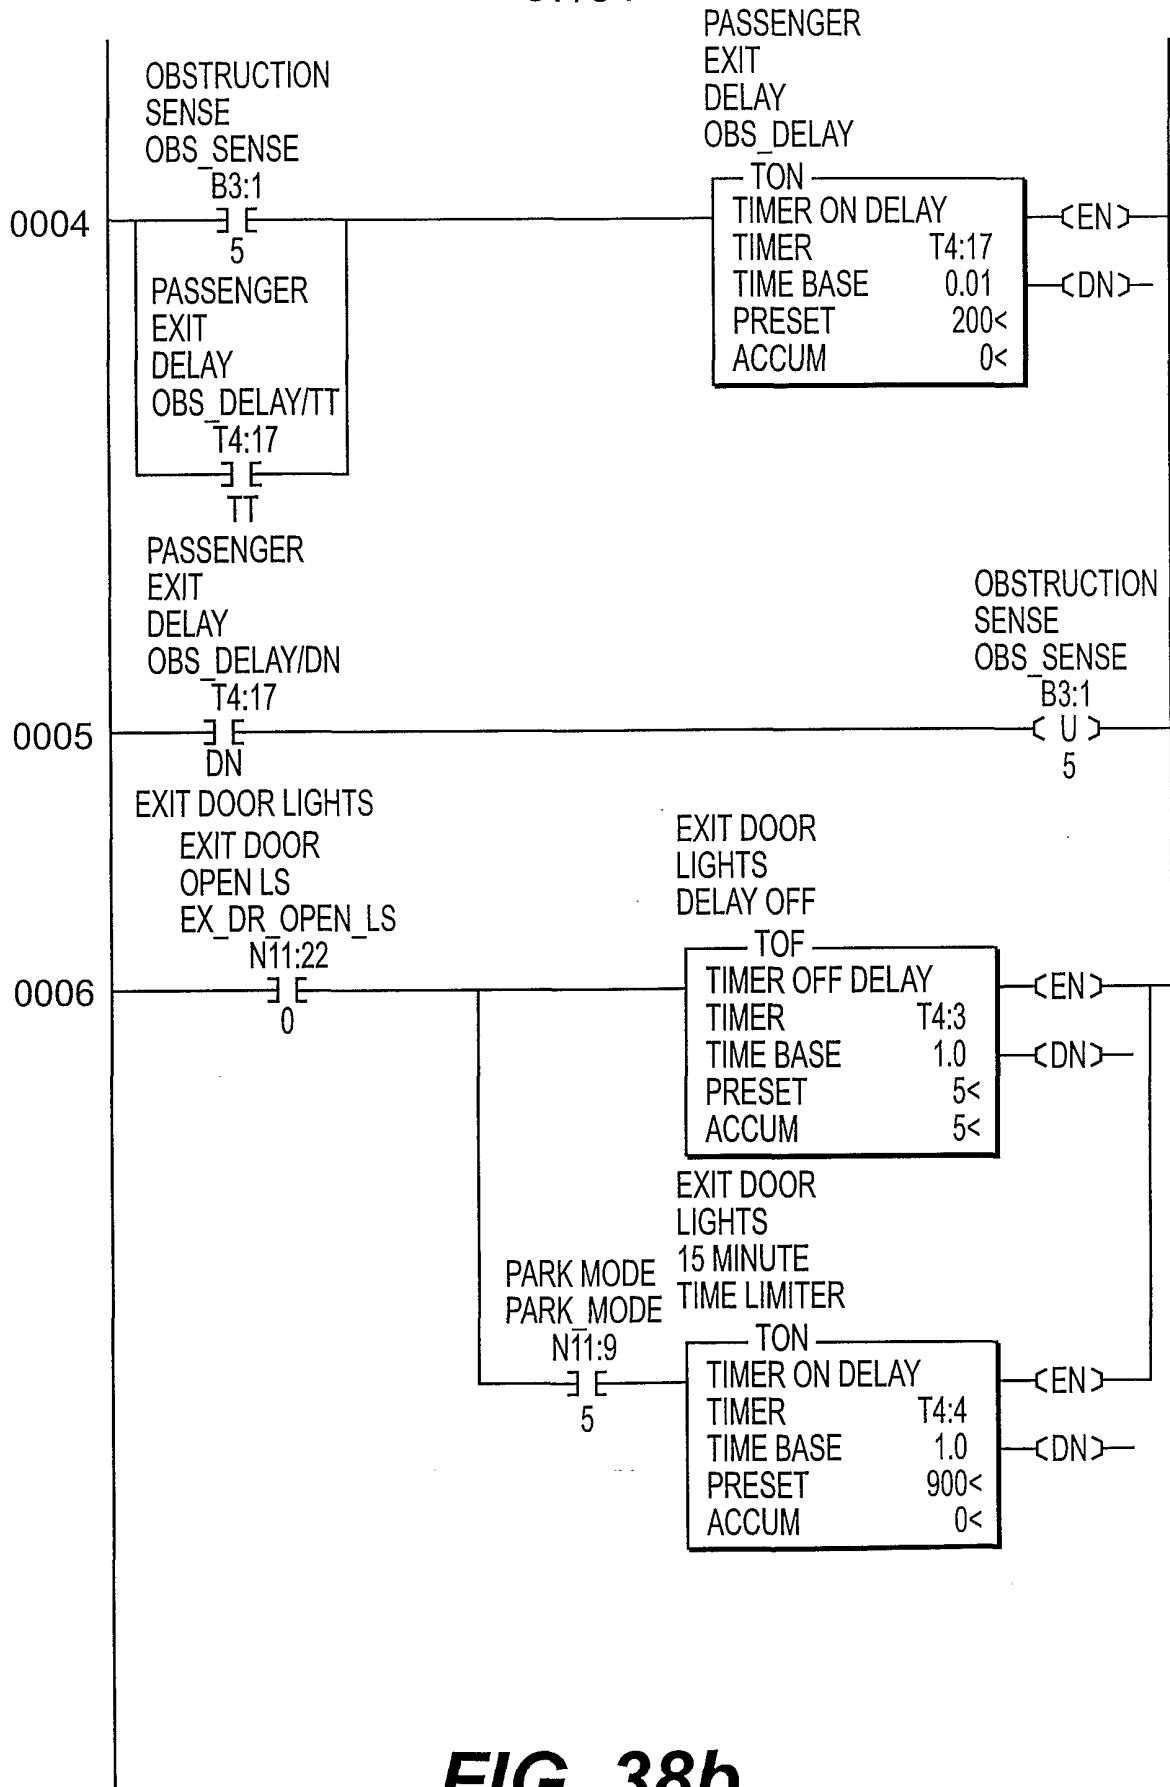 PASSENGER
EXIT
DELAY
OBS_DELAY
OBSTRUCTION
SENSE
OBS_SENSE
B3:1
5
0004
TON
TIMER ON DELAY
TIMER T4:17
TIME BASE 0.01
PRESET 200<
ACCUM 0<
EN
DN
PASSENGER
EXIT
DELAY
OBS_DELAY/TT
T4:17
TT
PASSENGER
EXIT
DELAY
OBS_DELAY/DN
T4:17
DN
0005
OBSTRUCTION
SENSE
OBS_SENSE
B3:1
U
5
EXIT DOOR LIGHTS
EXIT DOOR
OPEN LS
EX_DR_OPEN_LS
N11:22
0
0006
EXIT DOOR
LIGHTS
DELAY OFF
TOF
TIMER OFF DELAY
TIMER T4:3
TIME BASE 1.0
PRESET 5<
ACCUM 5<
EN
DN
PARK MODE
PARK_MODE
N11:9
5
EXIT DOOR
LIGHTS
15 MINUTE
TIME LIMITER
TON
TIMER ON DELAY
TIMER T4:4
TIME BASE 1.0
PRESET 900<
ACCUM 0<
EN
DN
FIG. 38b